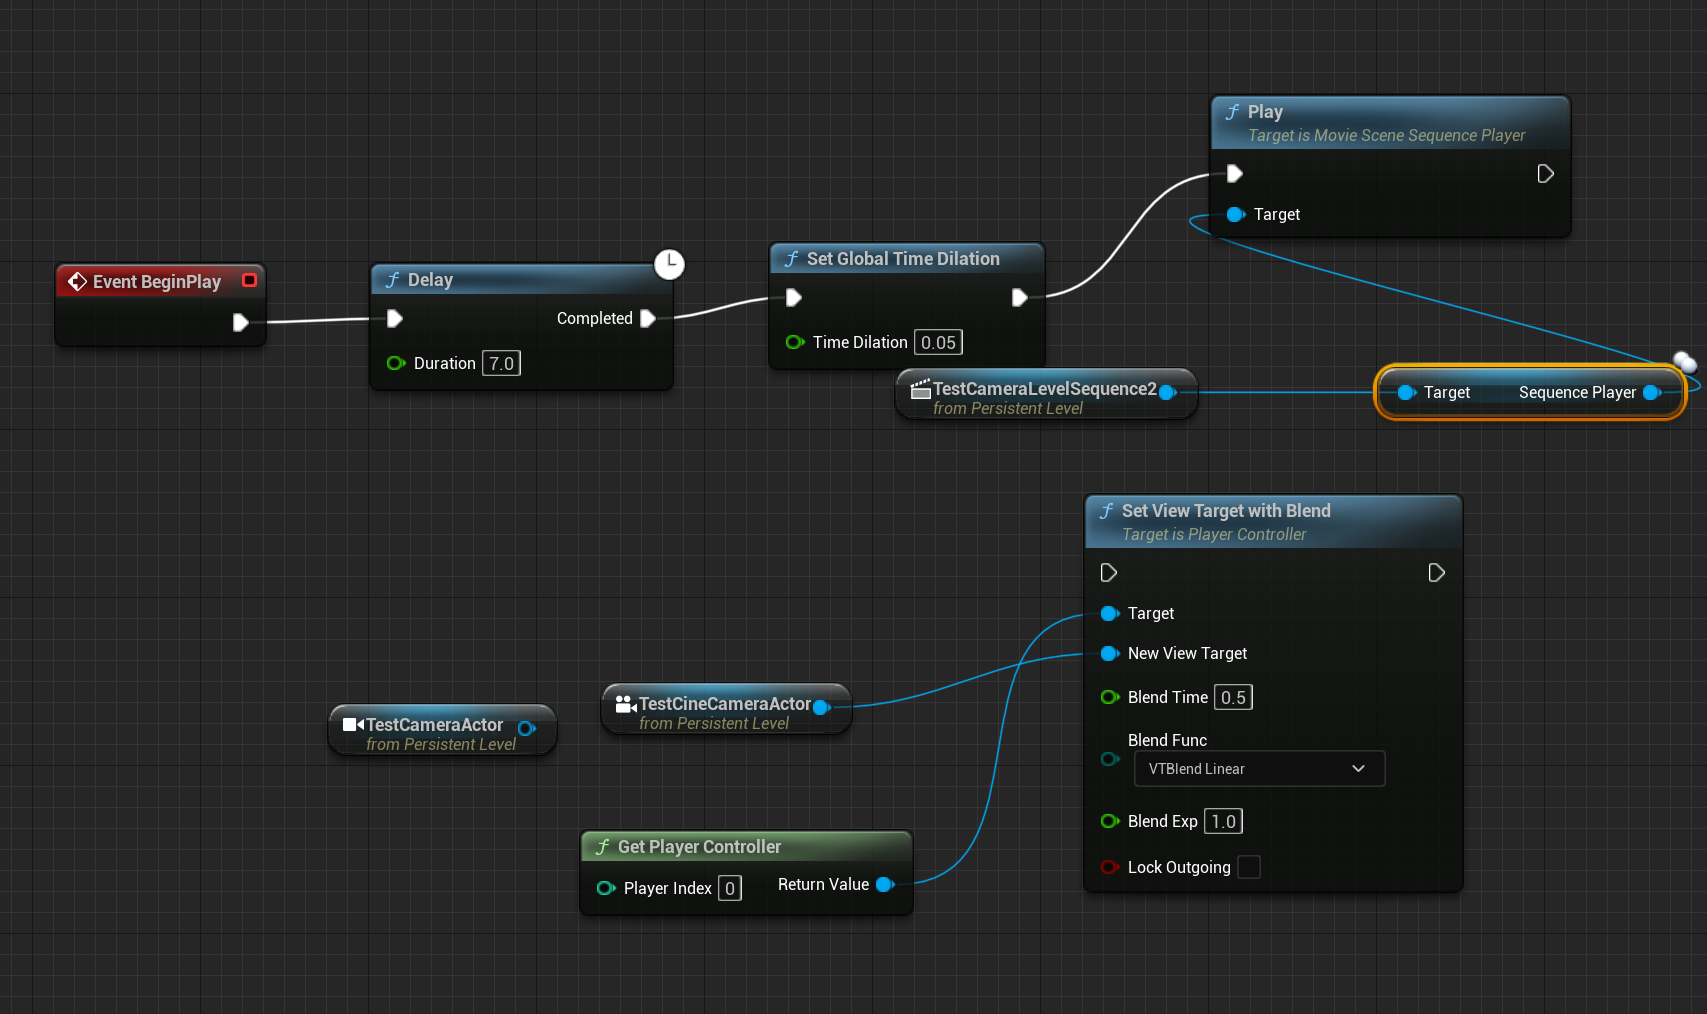 Play
Target is Movie Scene Sequence Player
Target
Event BeginPlay
Delay
Completed
Duration 7.0
Set Global Time Dilation
Time Dilation 0.05
TestCameraLevelSequence2
from Persistent Level
Target Sequence Player
Set View Target with Blend
Target is Player Controller
Target
New View Target
Blend Time 0.5
Blend Func
VTBlend Linear
Blend Exp 1.0
Lock Outgoing
TestCameraActor
from Persistent Level
TestCineCameraActor
from Persistent Level
Get Player Controller
Player Index 0 Return Value